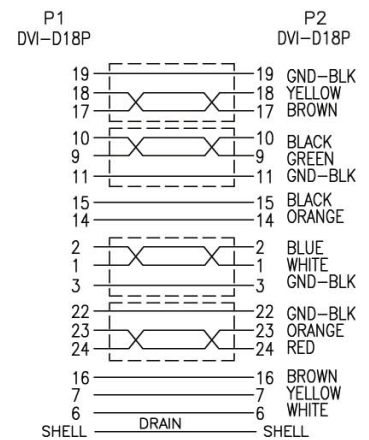 P1 P2
DVI-D18P DVI-D18P
19 19 GND-BLK
18 18 YELLOW
17 17 BROWN
10 10 BLACK
9 9 GREEN
11 11 GND-BLK
15 15 BLACK
14 14 ORANGE
2 2 BLUE
1 1 WHITE
3 3 GND-BLK
22 22 GND-BLK
23 23 ORANGE
24 24 RED
16 16 BROWN
7 7 YELLOW
6 6 WHITE
SHELL DRAIN SHELL